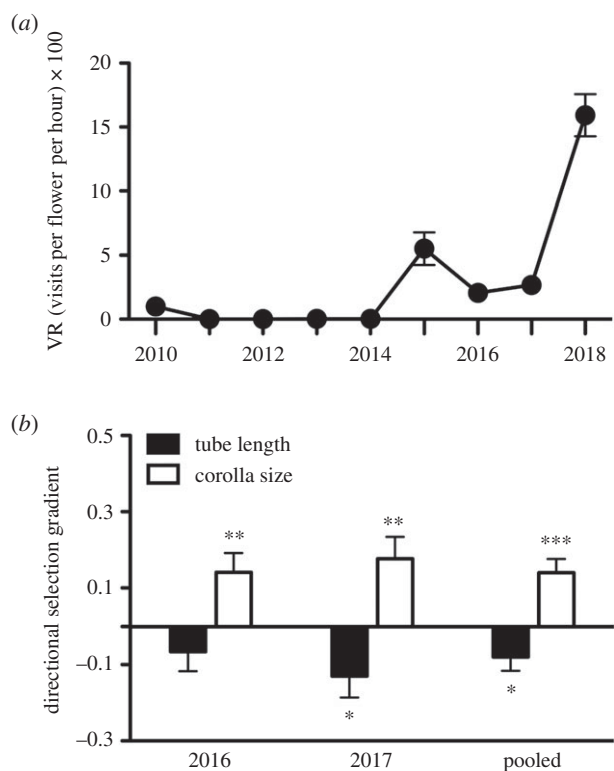 (a)
VR (visits per flower per hour) × 100
20
15
10
5
0
2010 2012 2014 2016 2018
(b)
directional selection gradient
0.5
0.3
0.1
−0.1
−0.3
tube length
corolla size
** ** ***
* *
2016 2017 pooled